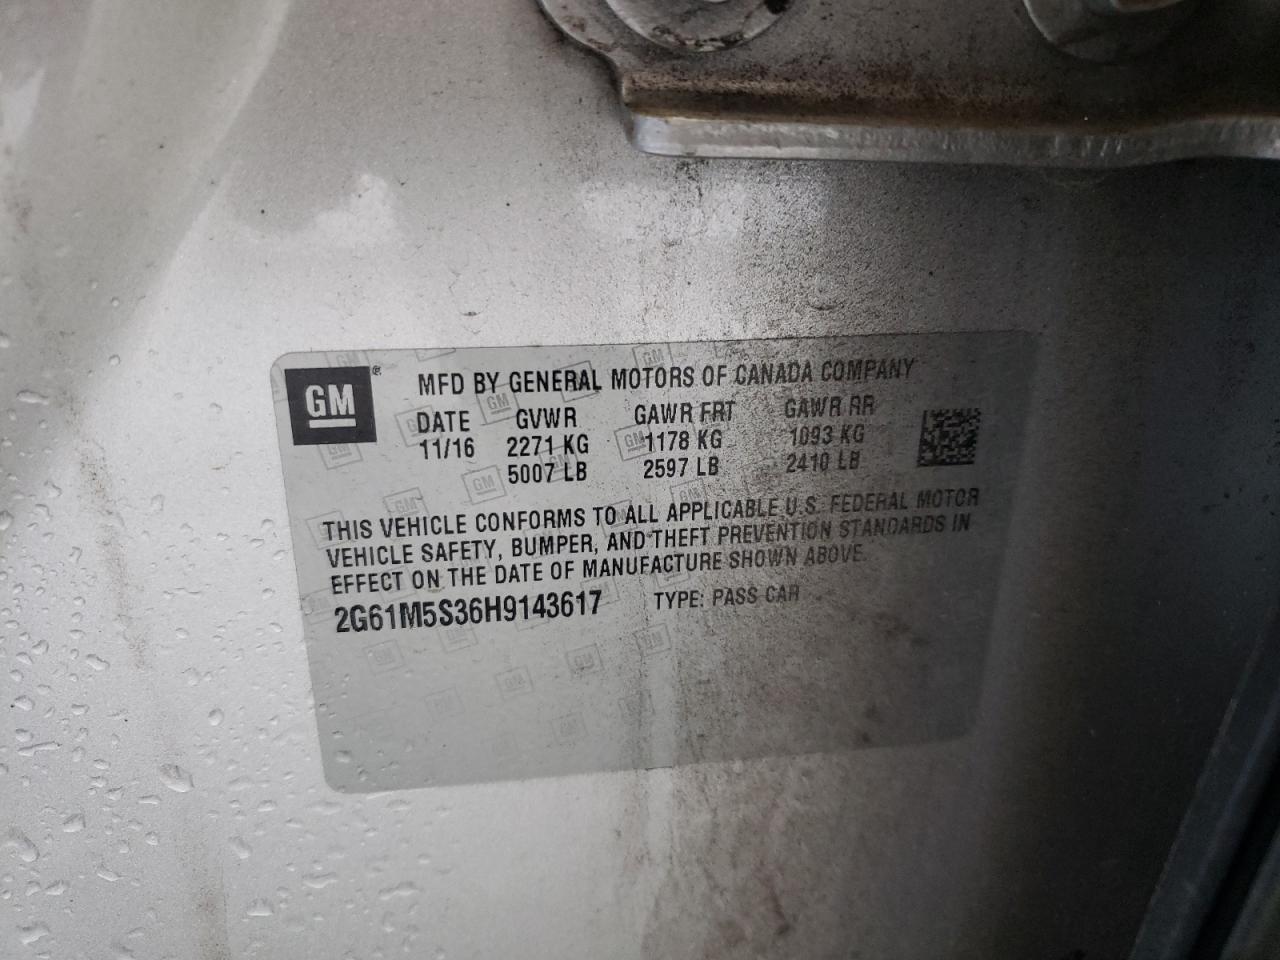 GM®
MFD BY GENERAL MOTORS OF CANADA COMPANY
DATE GVWR GAWR FRT GAWR RR
11/16 2271 KG 1178 KG 1093 KG
5007 LB 2597 LB 2410 LB
THIS VEHICLE CONFORMS TO ALL APPLICABLE U.S. FEDERAL MOTOR
VEHICLE SAFETY, BUMPER, AND THEFT PREVENTION STANDARDS IN
EFFECT ON THE DATE OF MANUFACTURE SHOWN ABOVE.
2G61M5S36H9143617 TYPE: PASS CAR